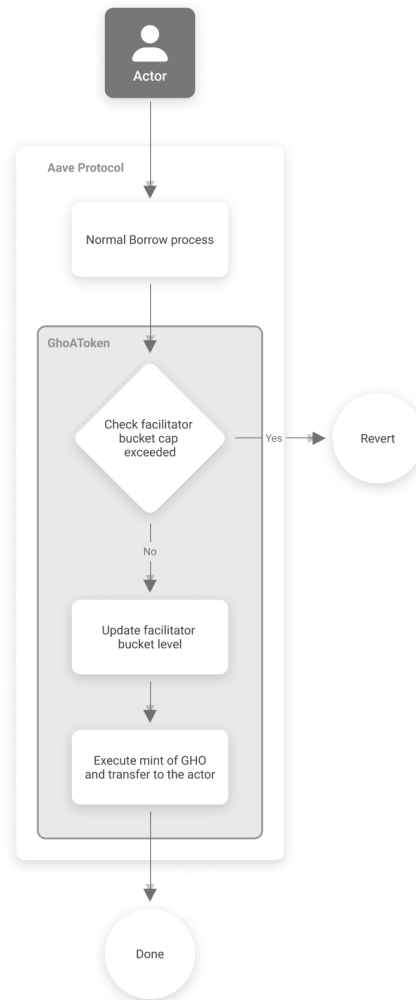 Actor
Aave Protocol
Normal Borrow process
GhoAToken
Check facilitator
bucket cap
exceeded
Yes
Revert
No
Update facilitator
bucket level
Execute mint of GHO
and transfer to the actor
Done